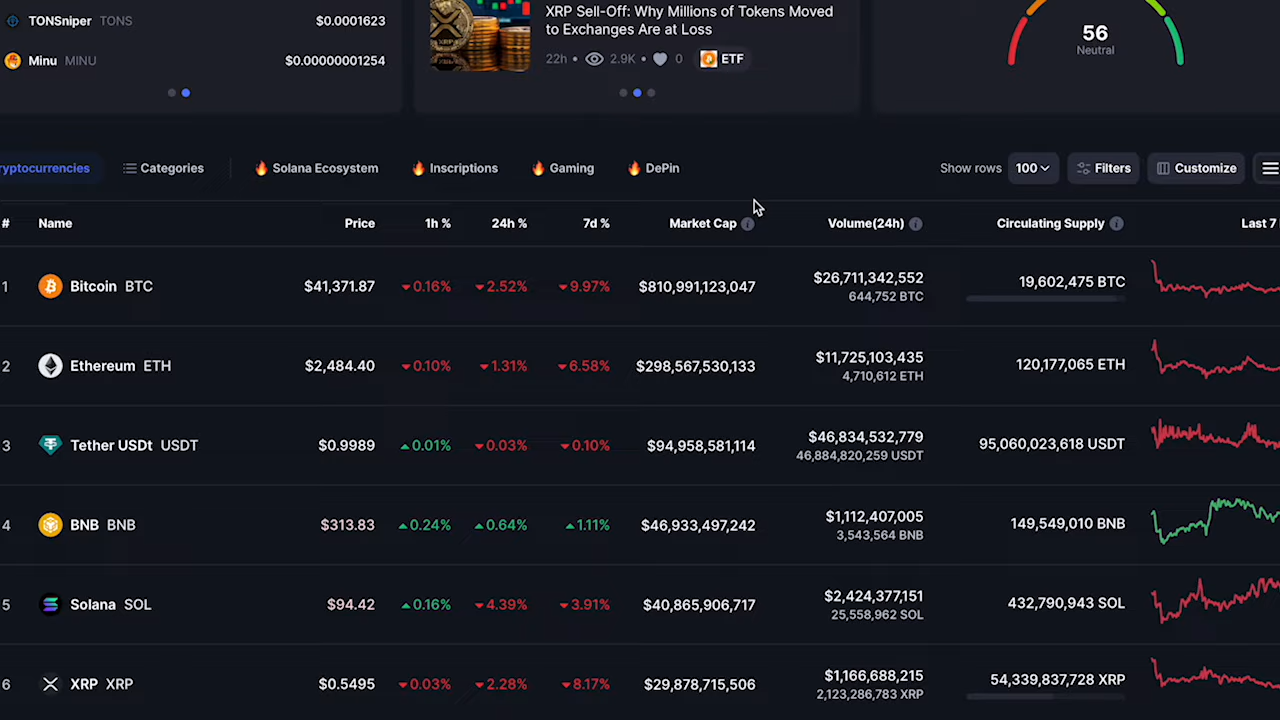 TONSniper TONS $0.0001623
Minu MINU $0.00000001254
XRP Sell-Off: Why Millions of Tokens Moved
to Exchanges Are at Loss
22h • 2.9K • 0 ETF
56
Neutral
ryptocurrencies Categories Solana Ecosystem Inscriptions Gaming DePin Show rows 100 Filters Customize
# Name Price 1h % 24h % 7d % Market Cap Volume(24h) Circulating Supply Last 7
1 Bitcoin BTC $41,371.87 0.16% 2.52% 9.97% $810,991,123,047 $26,711,342,552 19,602,475 BTC
644,752 BTC
2 Ethereum ETH $2,484.40 0.10% 1.31% 6.58% $298,567,530,133 $11,725,103,435 120,177,065 ETH
4,710,612 ETH
3 Tether USDt USDT $0.9989 0.01% 0.03% 0.10% $94,958,581,114 $46,834,532,779 95,060,023,618 USDT
46,884,820,259 USDT
4 BNB BNB $313.83 0.24% 0.64% 1.11% $46,933,497,242 $1,112,407,005 149,549,010 BNB
3,543,564 BNB
5 Solana SOL $94.42 0.16% 4.39% 3.91% $40,865,906,717 $2,424,377,151 432,790,943 SOL
25,558,962 SOL
6 XRP XRP $0.5495 0.03% 2.28% 8.17% $29,878,715,506 $1,166,688,215 54,339,837,728 XRP
2,123,286,783 XRP